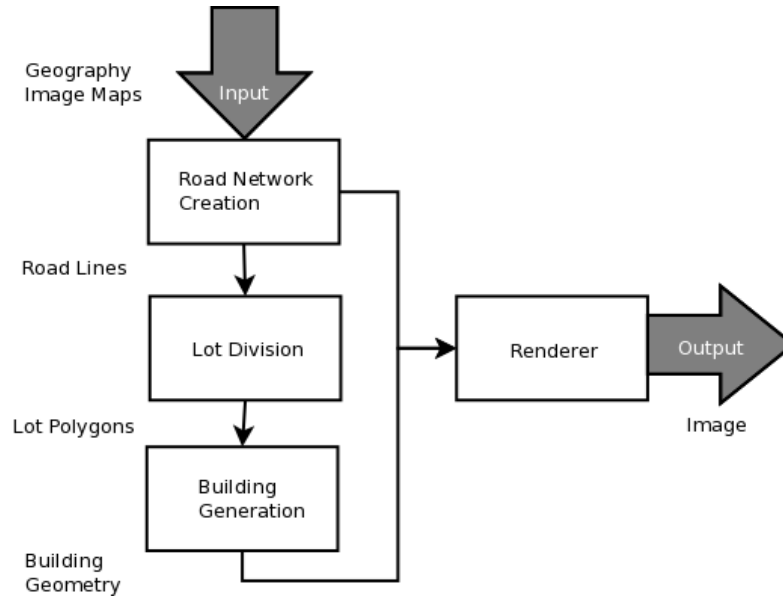 Geography
Image Maps
Input
Road Network
Creation
Road Lines
Lot Division
Renderer
Output
Lot Polygons
Image
Building
Generation
Building
Geometry